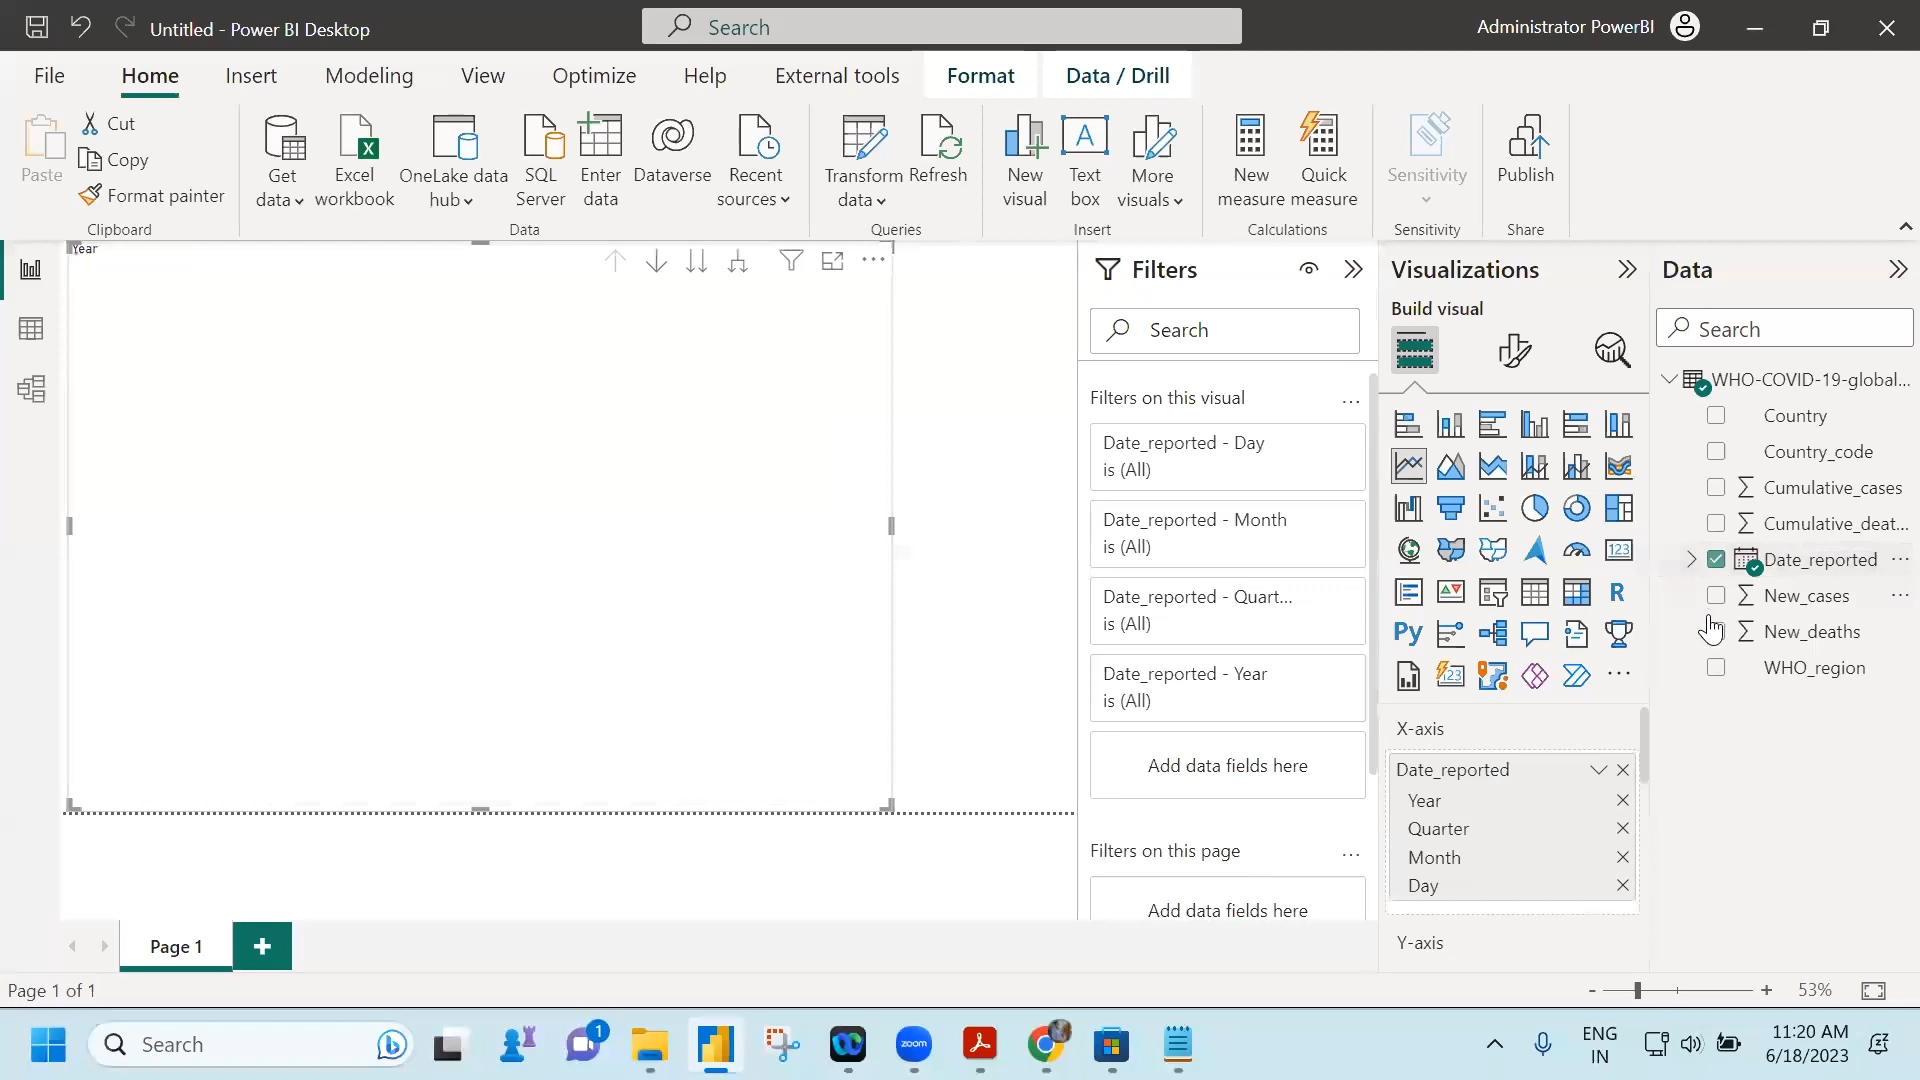 Untitled - Power BI Desktop
Search
Administrator PowerBI
File Home Insert Modeling View Optimize Help External tools Format Data / Drill
Paste
Cut
Copy
Format painter
Clipboard
Get data
Excel workbook
OneLake data hub
SQL Server
Enter data
Dataverse
Recent sources
Data
Transform data
Refresh
Queries
New visual
A
Text box
More visuals
Insert
New measure
Quick measure
Calculations
Sensitivity
Sensitivity
Publish
Share
Year
Filters
Search
Filters on this visual ...
Date_reported - Day
is (All)
Date_reported - Month
is (All)
Date_reported - Quart...
is (All)
Date_reported - Year
is (All)
Add data fields here
Filters on this page ...
Add data fields here
Visualizations
Build visual
123
R
Py
123
X-axis
Date_reported
Year
Quarter
Month
Day
Y-axis
Data
Search
WHO-COVID-19-global...
Country
Country_code
Cumulative_cases
Cumulative_deat...
Date_reported
New_cases
New_deaths
WHO_region
Page 1
Page 1 of 1
- + 53%
Search
1
zoom
ENG
IN
11:20 AM
6/18/2023